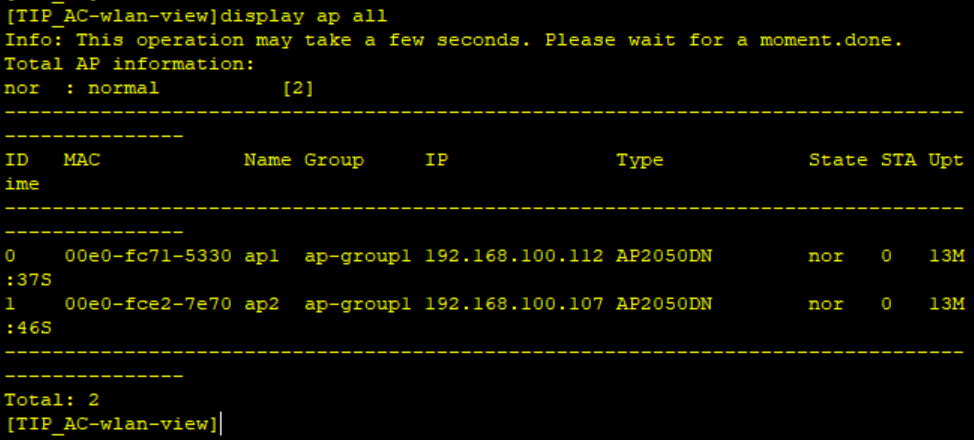 [TIP_AC-wlan-view]display ap all
Info: This operation may take a few seconds. Please wait for a moment.done.
Total AP information:
nor  : normal          [2]
--------------------------------------------------------------------------------
---------------
ID   MAC            Name Group     IP              Type            State STA Upt
ime
--------------------------------------------------------------------------------
---------------
0    00e0-fc71-5330 ap1  ap-group1 192.168.100.112 AP2050DN        nor   0   13M
:37S
1    00e0-fce2-7e70 ap2  ap-group1 192.168.100.107 AP2050DN        nor   0   13M
:46S
--------------------------------------------------------------------------------
---------------
Total: 2
[TIP_AC-wlan-view]